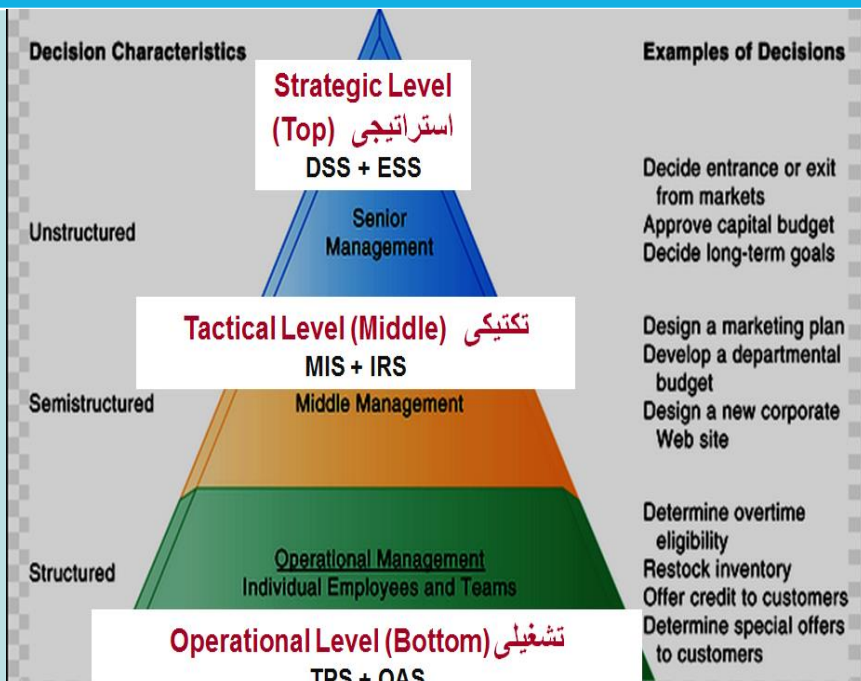 Decision Characteristics
Examples of Decisions
Strategic Level
(Top) استراتيجى
DSS + ESS
Unstructured
Senior
Management
Decide entrance or exit
from markets
Approve capital budget
Decide long-term goals
Tactical Level (Middle) تكتيكى
MIS + IRS
Semistructured
Middle Management
Design a marketing plan
Develop a departmental
budget
Design a new corporate
Web site
Structured
Operational Management
Individual Employees and Teams
Determine overtime
eligibility
Restock inventory
Offer credit to customers
Determine special offers
to customers
Operational Level (Bottom) تشغيلى
TPS + OAS